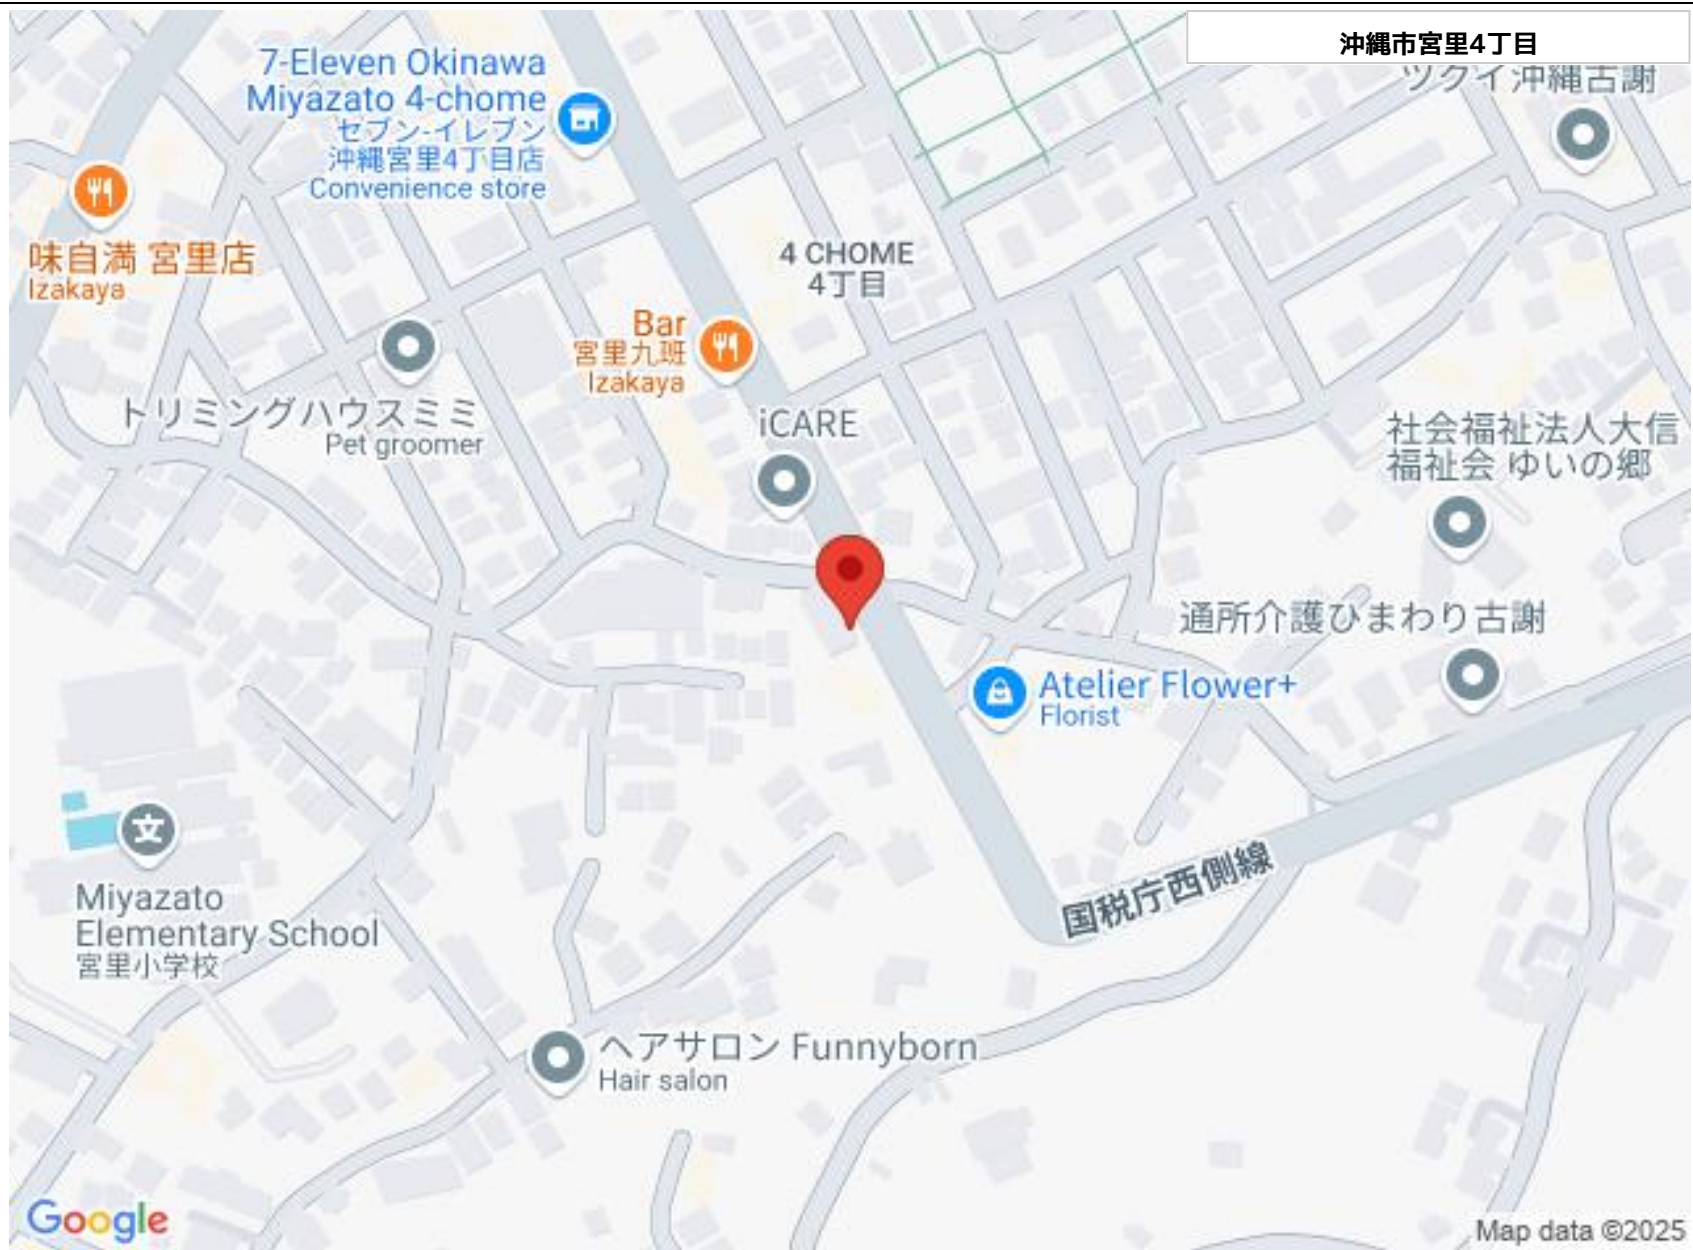 沖縄市宮里4丁目
7-Eleven Okinawa
Miyazato 4-chome
セブン-イレブン
沖縄宮里4丁目店
Convenience store
ツクイ沖縄古謝
味自満 宮里店
Izakaya
4 CHOME
4丁目
Bar
宮里九班
Izakaya
トリミングハウスミミ
Pet groomer
iCARE
社会福祉法人大信
福祉会 ゆいの郷
通所介護ひまわり古謝
Atelier Flower+
Florist
文
国税庁西側線
Miyazato
Elementary School
宮里小学校
ヘアサロン Funnyborn
Hair salon
Google
Map data ©2025